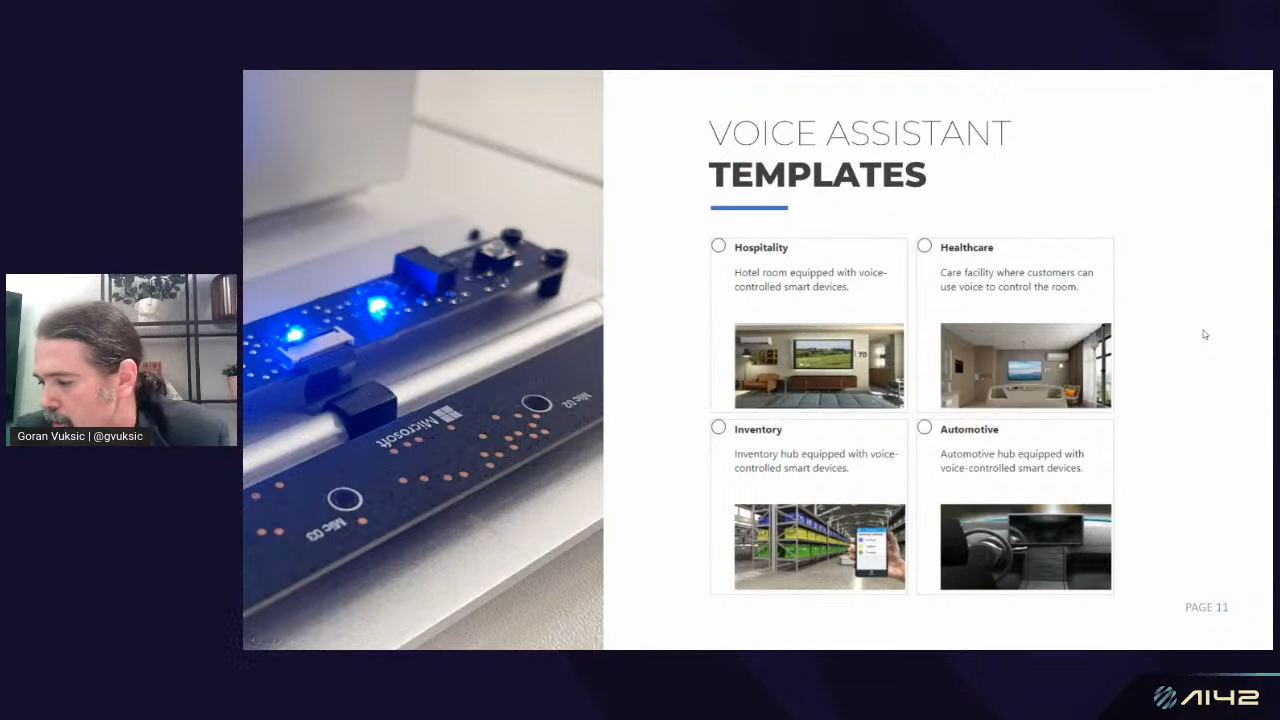 VOICE ASSISTANT
TEMPLATES
Hospitality
Hotel room equipped with voice-
controlled smart devices.
Healthcare
Care facility where customers can
use voice to control the room.
70
Inventory
Inventory hub equipped with voice-
controlled smart devices.
Automotive
Automotive hub equipped with
voice-controlled smart devices.
Microsoft
Mic 02
Mic 03
Goran Vuksic | @gvuksic
PAGE 11
AI42